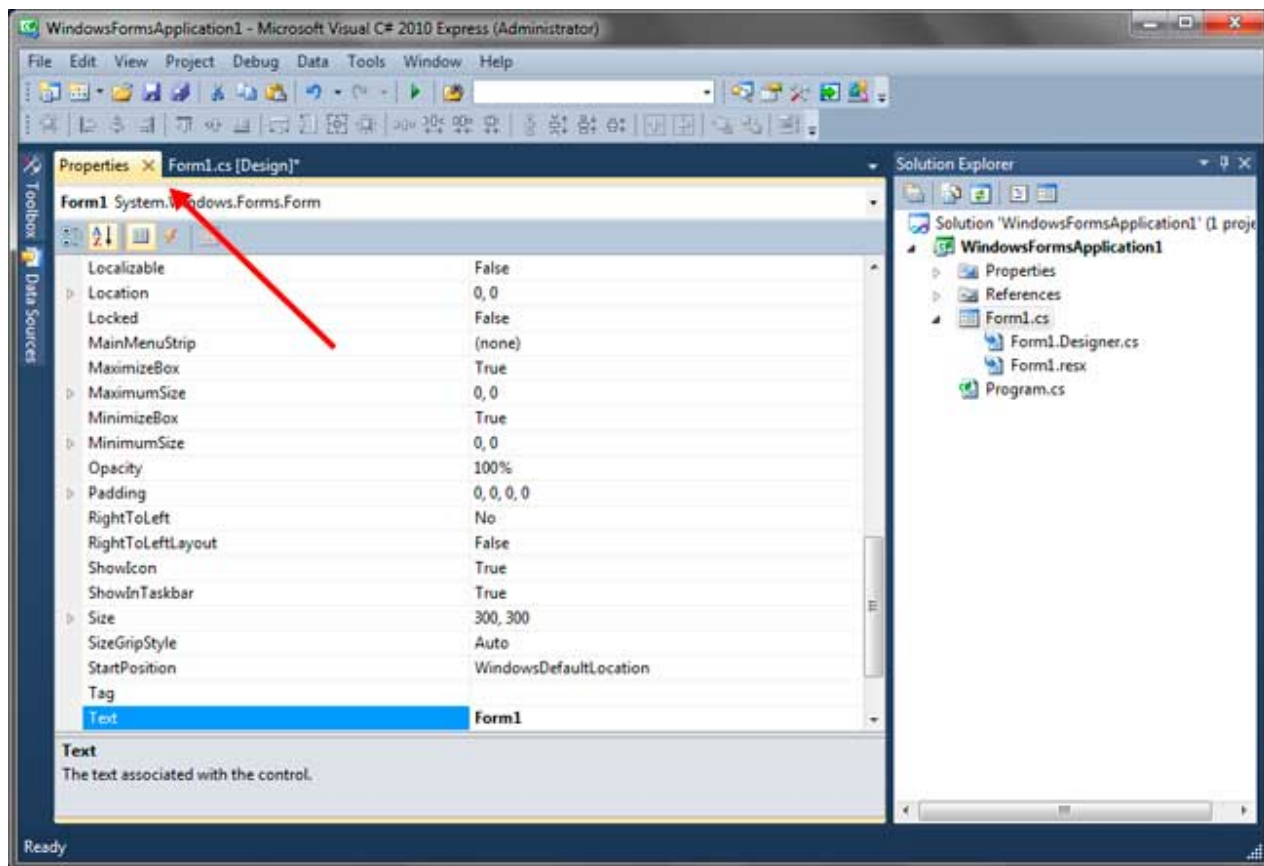 WindowsFormsApplication1 - Microsoft Visual C# 2010 Express (Administrator)
File Edit View Project Debug Data Tools Window Help
Toolbox
Data Sources
Properties Form1.cs [Design]*
Form1 System.Windows.Forms.Form
Localizable False
Location 0, 0
Locked False
MainMenuStrip (none)
MaximizeBox True
MaximumSize 0, 0
MinimizeBox True
MinimumSize 0, 0
Opacity 100%
Padding 0, 0, 0, 0
RightToLeft No
RightToLeftLayout False
ShowIcon True
ShowInTaskbar True
Size 300, 300
SizeGripStyle Auto
StartPosition WindowsDefaultLocation
Tag
Text Form1
Text
The text associated with the control.
Solution Explorer
Solution 'WindowsFormsApplication1' (1 proje
WindowsFormsApplication1
Properties
References
Form1.cs
Form1.Designer.cs
Form1.resx
Program.cs
Ready